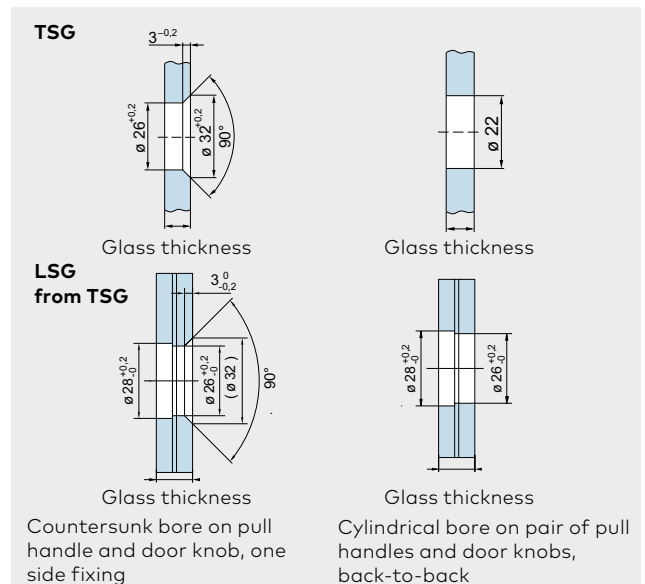 TSG
3-0,2
ø 26+0,2
ø 32+0,2
90°
ø 22
Glass thickness
Glass thickness
LSG
from TSG
3 0 -0,2
ø 28+0,2 -0
ø 26+0,2 -0
( ø 32 )
90°
ø 28+0,2 -0
ø 26+0,2 -0
Glass thickness
Glass thickness
Countersunk bore on pull
handle and door knob, one
side fixing
Cylindrical bore on pair of pull
handles and door knobs,
back-to-back